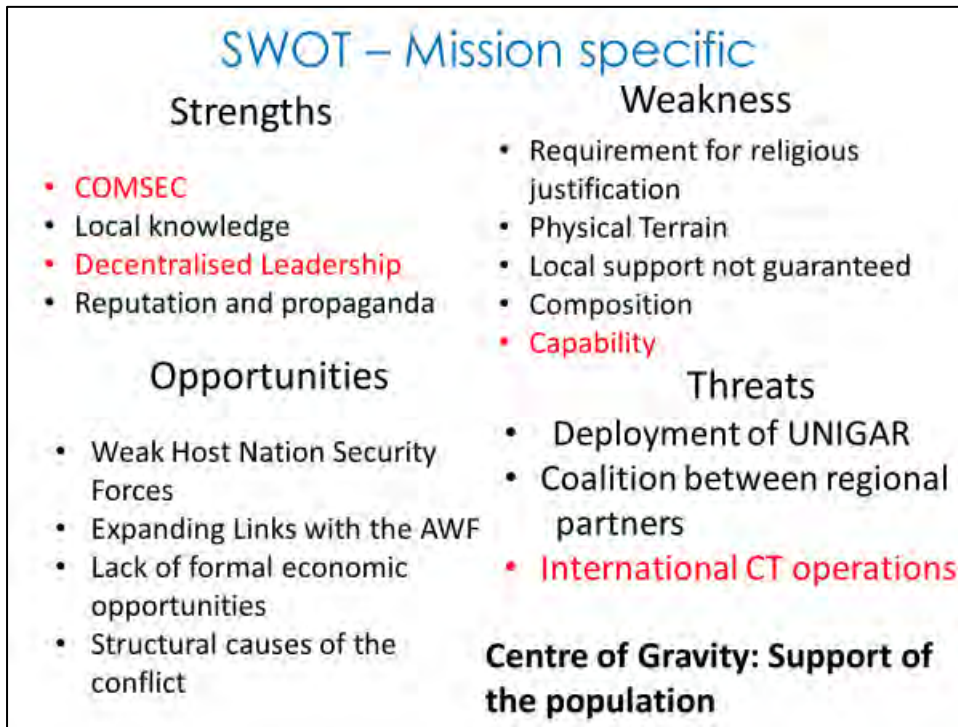 SWOT – Mission specific
Strengths
• COMSEC
• Local knowledge
• Decentralised Leadership
• Reputation and propaganda
Weakness
• Requirement for religious
justification
• Physical Terrain
• Local support not guaranteed
• Composition
• Capability
Opportunities
• Weak Host Nation Security
Forces
• Expanding Links with the AWF
• Lack of formal economic
opportunities
• Structural causes of the
conflict
Threats
• Deployment of UNIGAR
• Coalition between regional
partners
• International CT operations
Centre of Gravity: Support of
the population